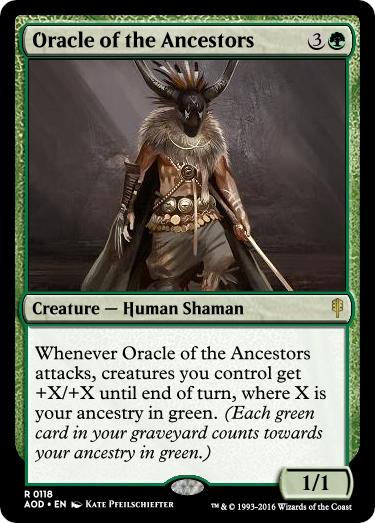 Oracle of the Ancestors 3
Creature — Human Shaman
Whenever Oracle of the Ancestors
attacks, creatures you control get
+X/+X until end of turn, where X is
your ancestry in green. (Each green
card in your graveyard counts towards
your ancestry in green.)
1/1
R 0118
AOD • EN Kate Pfeilschiefter
™ & © 1993-2016 Wizards of the Coast